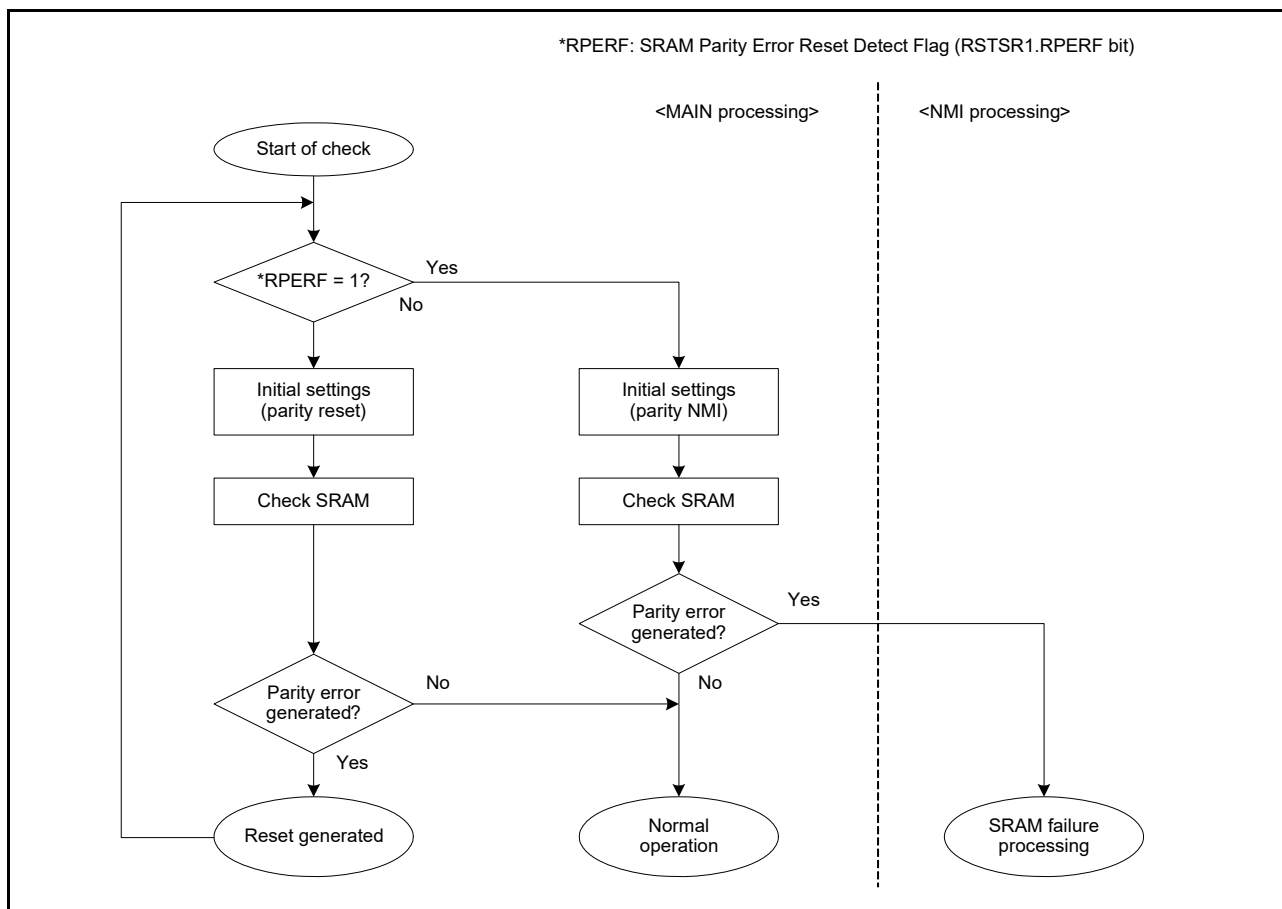 *RPERF: SRAM Parity Error Reset Detect Flag (RSTSR1.RPERF bit)
<MAIN processing>
<NMI processing>
Start of check
*RPERF = 1?
Yes
No
Initial settings
(parity reset)
Initial settings
(parity NMI)
Check SRAM
Check SRAM
Parity error
generated?
Yes
No
Parity error
generated?
No
Yes
Reset generated
Normal
operation
SRAM failure
processing